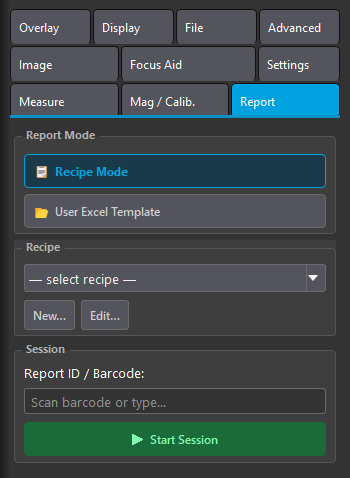 Overlay Display File Advanced
Image Focus Aid Settings
Measure Mag / Calib. Report
Report Mode
Recipe Mode
User Excel Template
Recipe
— select recipe —
New... Edit...
Session
Report ID / Barcode:
Scan barcode or type...
Start Session